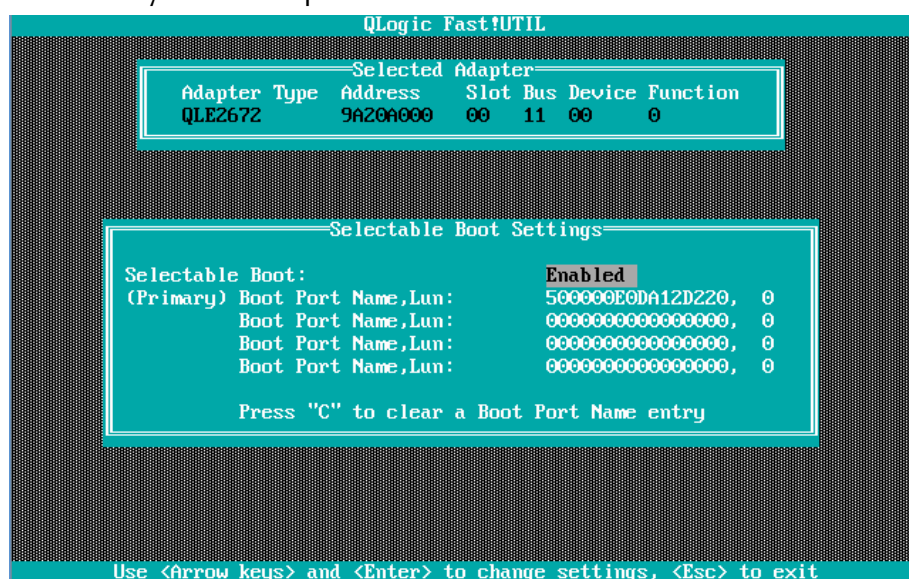 QLogic Fast!UTIL
Selected Adapter
Adapter Type Address Slot Bus Device Function
QLE2672 9A20A000 00 11 00 0
Selectable Boot Settings
Selectable Boot: Enabled
(Primary) Boot Port Name,Lun: 500000E0DA12D220, 0
Boot Port Name,Lun: 0000000000000000, 0
Boot Port Name,Lun: 0000000000000000, 0
Boot Port Name,Lun: 0000000000000000, 0
Press "C" to clear a Boot Port Name entry
Use <Arrow keys> and <Enter> to change settings, <Esc> to exit